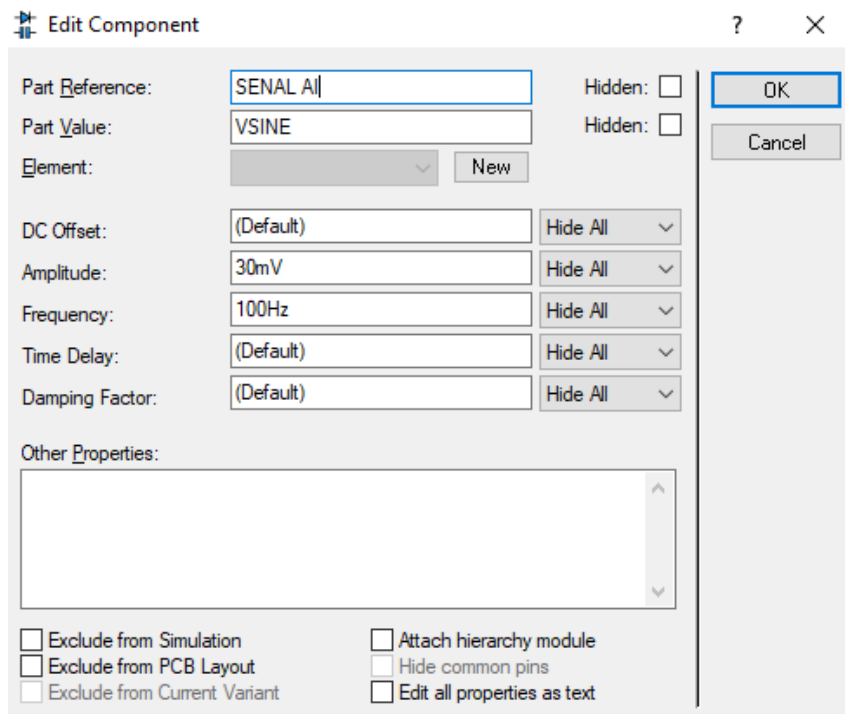 Edit Component ?
Part Reference: SENAL AI Hidden: OK
Part Value: VSINE Hidden: Cancel
Element: New
DC Offset: (Default) Hide All
Amplitude: 30mV Hide All
Frequency: 100Hz Hide All
Time Delay: (Default) Hide All
Damping Factor: (Default) Hide All
Other Properties:
Exclude from Simulation Attach hierarchy module
Exclude from PCB Layout Hide common pins
Exclude from Current Variant Edit all properties as text